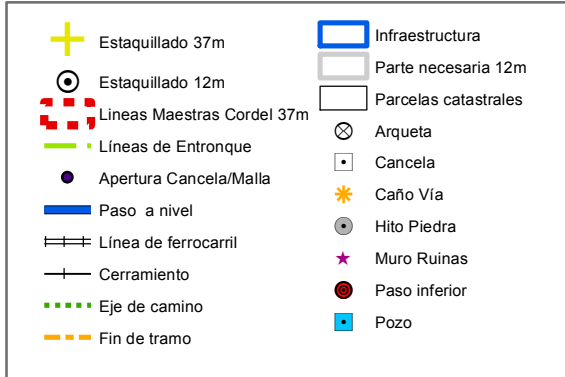 Estaquillado 37m
Estaquillado 12m
Lineas Maestras Cordel 37m
Líneas de Entronque
Apertura Cancela/Malla
Paso a nivel
Línea de ferrocarril
Cerramiento
Eje de camino
Fin de tramo
Infraestructura
Parte necesaria 12m
Parcelas catastrales
Arqueta
Cancela
Caño Vía
Hito Piedra
Muro Ruinas
Paso inferior
Pozo